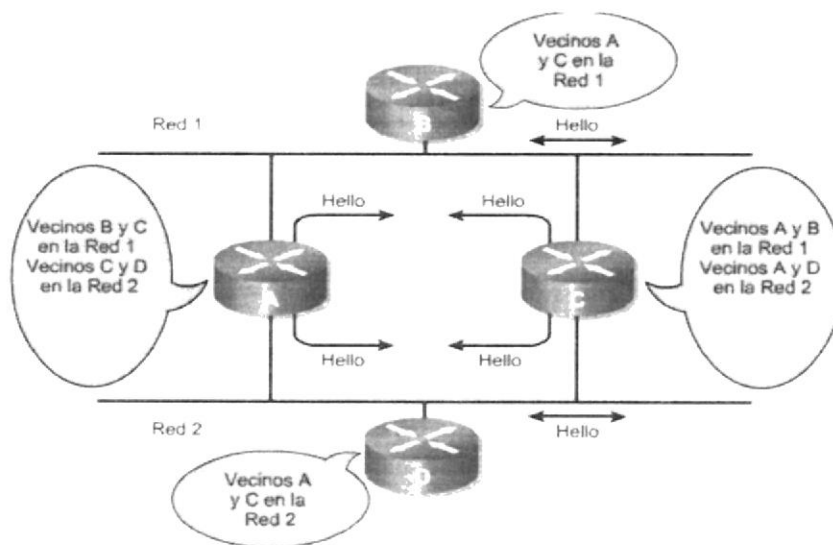 Vecinos A
y C en la
Red 1
B
Red 1
Hello
Vecinos B y C
en la Red 1
Vecinos C y D
en la Red 2
Hello
Hello
Vecinos A y B
en la Red 1
Vecinos A y D
en la Red 2
A
C
Hello
Hello
Red 2
Hello
D
Vecinos A
y C en la
Red 2